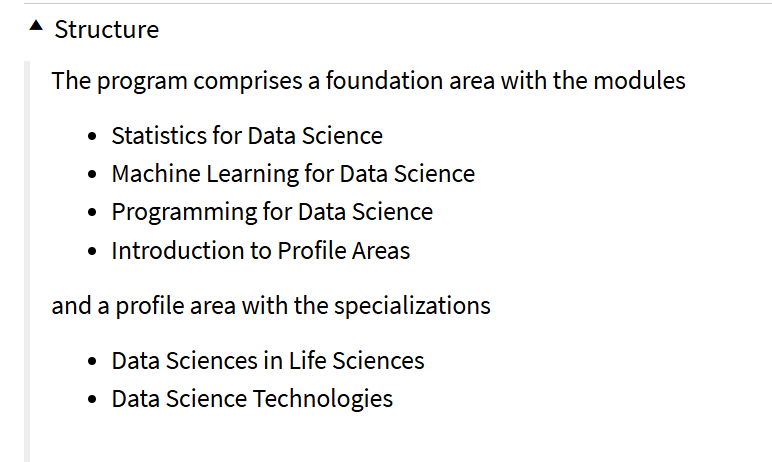 Structure
The program comprises a foundation area with the modules
Statistics for Data Science
Machine Learning for Data Science
Programming for Data Science
Introduction to Profile Areas
and a profile area with the specializations
Data Sciences in Life Sciences
Data Science Technologies